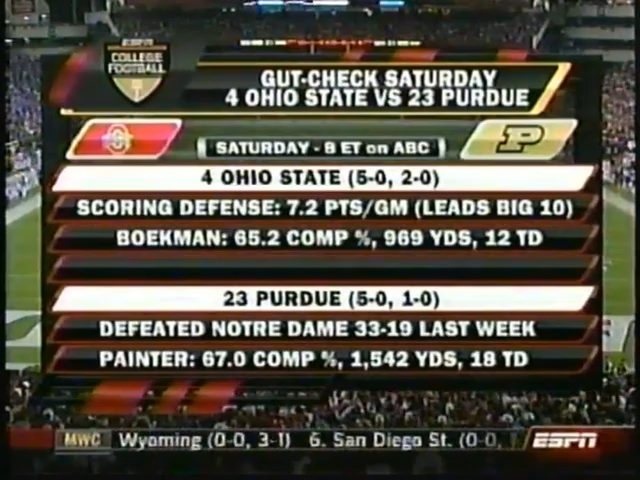 ESPN
COLLEGE
FOOTBALL
GUT-CHECK SATURDAY
4 OHIO STATE VS 23 PURDUE
P
SATURDAY - 8 ET on ABC
4 OHIO STATE (5-0, 2-0)
SCORING DEFENSE: 7.2 PTS/GM (LEADS BIG 10)
BOEKMAN: 65.2 COMP %, 969 YDS, 12 TD
23 PURDUE (5-0, 1-0)
DEFEATED NOTRE DAME 33-19 LAST WEEK
PAINTER: 67.0 COMP %, 1,542 YDS, 18 TD
MWC Wyoming (0-0, 3-1) 6. San Diego St. (0-0, ESPN